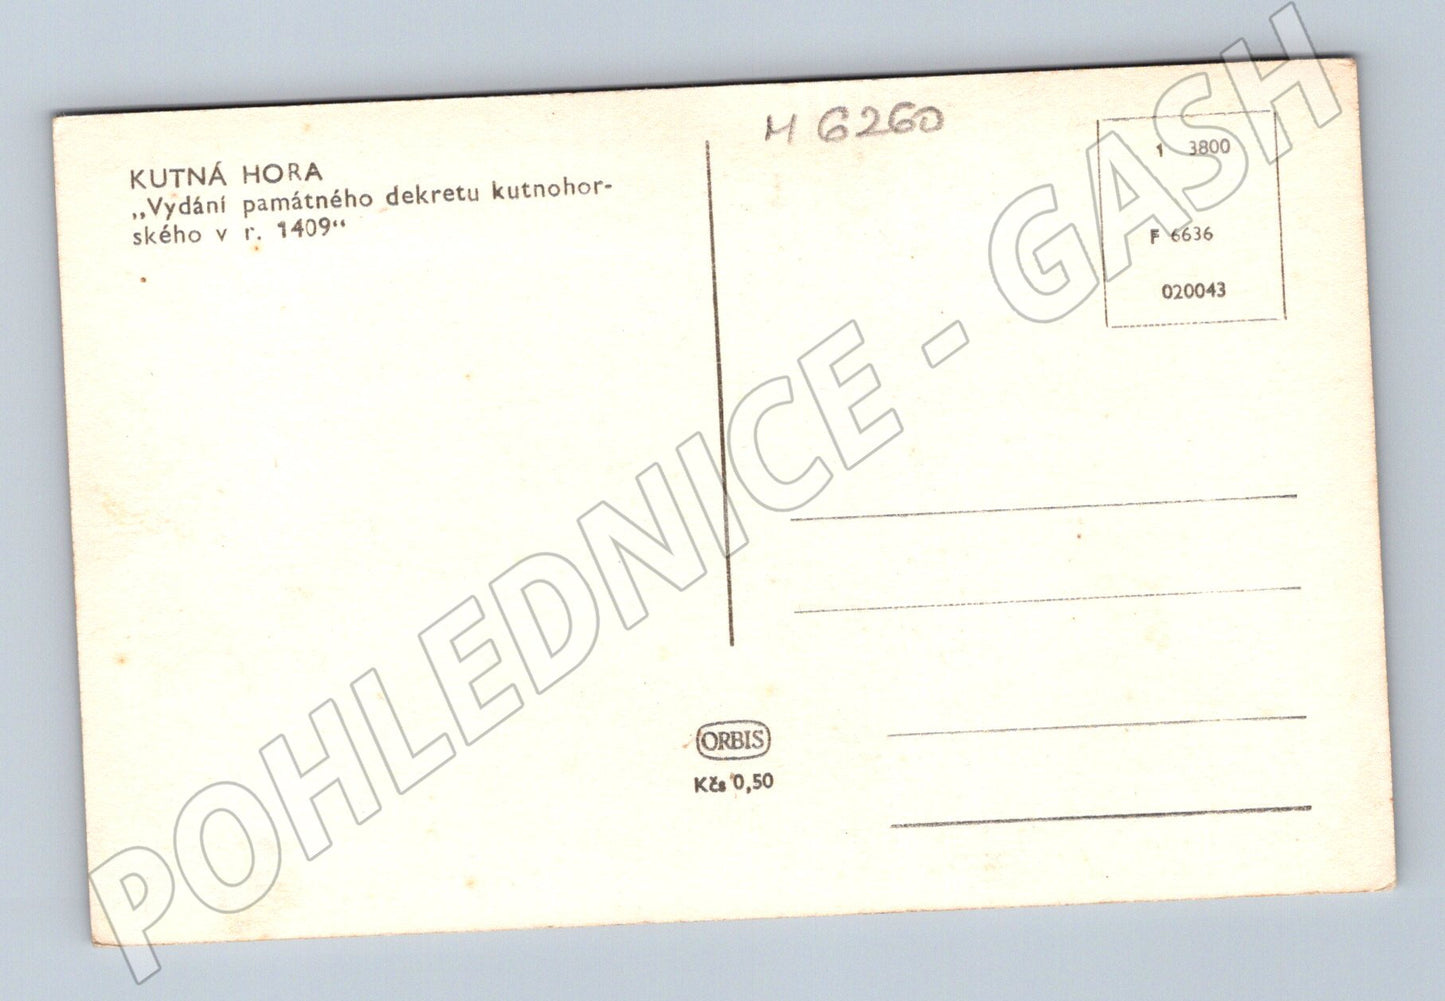 KUTNÁ HORA
„Vydání památného dekretu kutnohor-
ského v r. 1409“
M 6260
1 3800
F 6636
020043
ORBIS
Kčs 0,50
POHLEDNICE - GASH